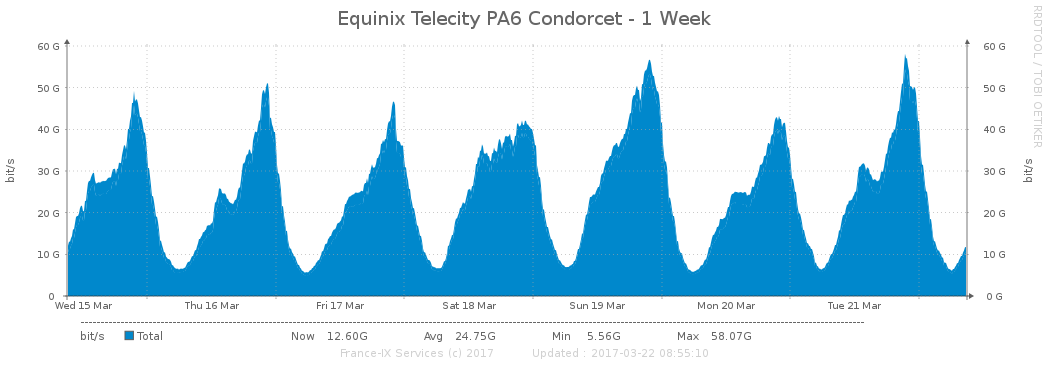 Equinix Telecity PA6 Condorcet - 1 Week
RRDTOOL / TOBI OETIKER
bit/s
60 G 60 G
50 G 50 G
40 G 40 G
30 G 30 G
20 G 20 G
10 G 10 G
0 0 G
bit/s
Wed 15 Mar Thu 16 Mar Fri 17 Mar Sat 18 Mar Sun 19 Mar Mon 20 Mar Tue 21 Mar
bit/s Total Now 12.60G Avg 24.75G Min 5.56G Max 58.07G
France-IX Services (c) 2017 Updated : 2017-03-22 08:55:10